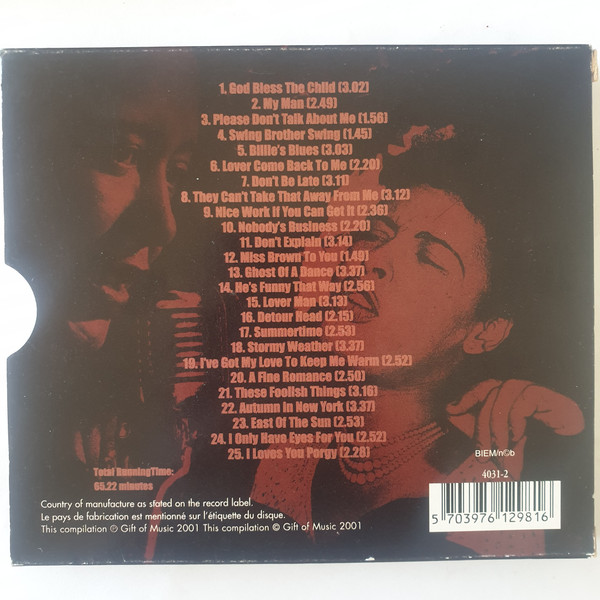 1. God Bless The Child (3.02)
2. My Man (2.49)
3. Please Don't Talk About Me (1.56)
4. Swing Brother Swing (1.45)
5. Billie's Blues (3.03)
6. Lover Come Back To Me (2.20)
7. Don't Be Late (3.11)
8. They Can't Take That Away From Me (3.12)
9. Nice Work If You Can Get It (2.36)
10. Nobody's Business (2.20)
11. Don't Explain (3.14)
12. Miss Brown To You (1.49)
13. Ghost Of A Dance (3.37)
14. He's Funny That Way (2.56)
15. Lover Man (3.13)
16. Detour Head (2.15)
17. Summertime (2.53)
18. Stormy Weather (3.37)
19. I've Got My Love To Keep Me Warm (2.52)
20. A Fine Romance (2.50)
21. These Foolish Things (3.16)
22. Autumn In New York (3.37)
23. East Of The Sun (2.53)
24. I Only Have Eyes For You (2.52)
25. I Loves You Porgy (2.28)
Total RunningTime:
65.22 minutes
BIEM/n©b
4031-2
5 703976 129816
Country of manufacture as stated on the record label.
Le pays de fabrication est mentionné sur l'étiquette du disque.
This compilation ℗ Gift of Music 2001 This compilation © Gift of Music 2001